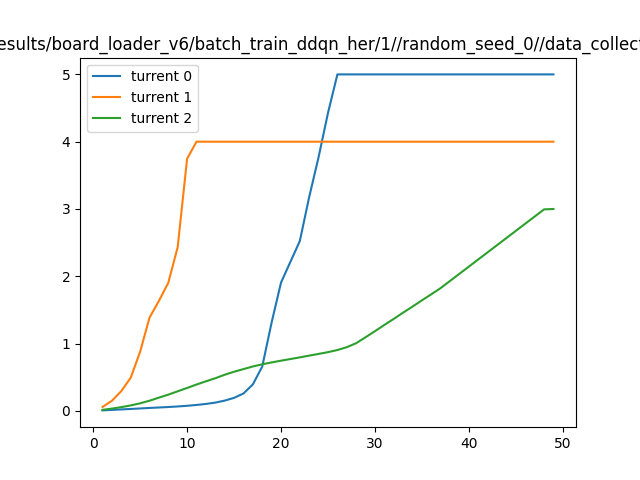 esults/board_loader_v6/batch_train_ddqn_her/1//random_seed_0//data_collect
turrent 0
turrent 1
turrent 2
5
4
3
2
1
0
0 10 20 30 40 50